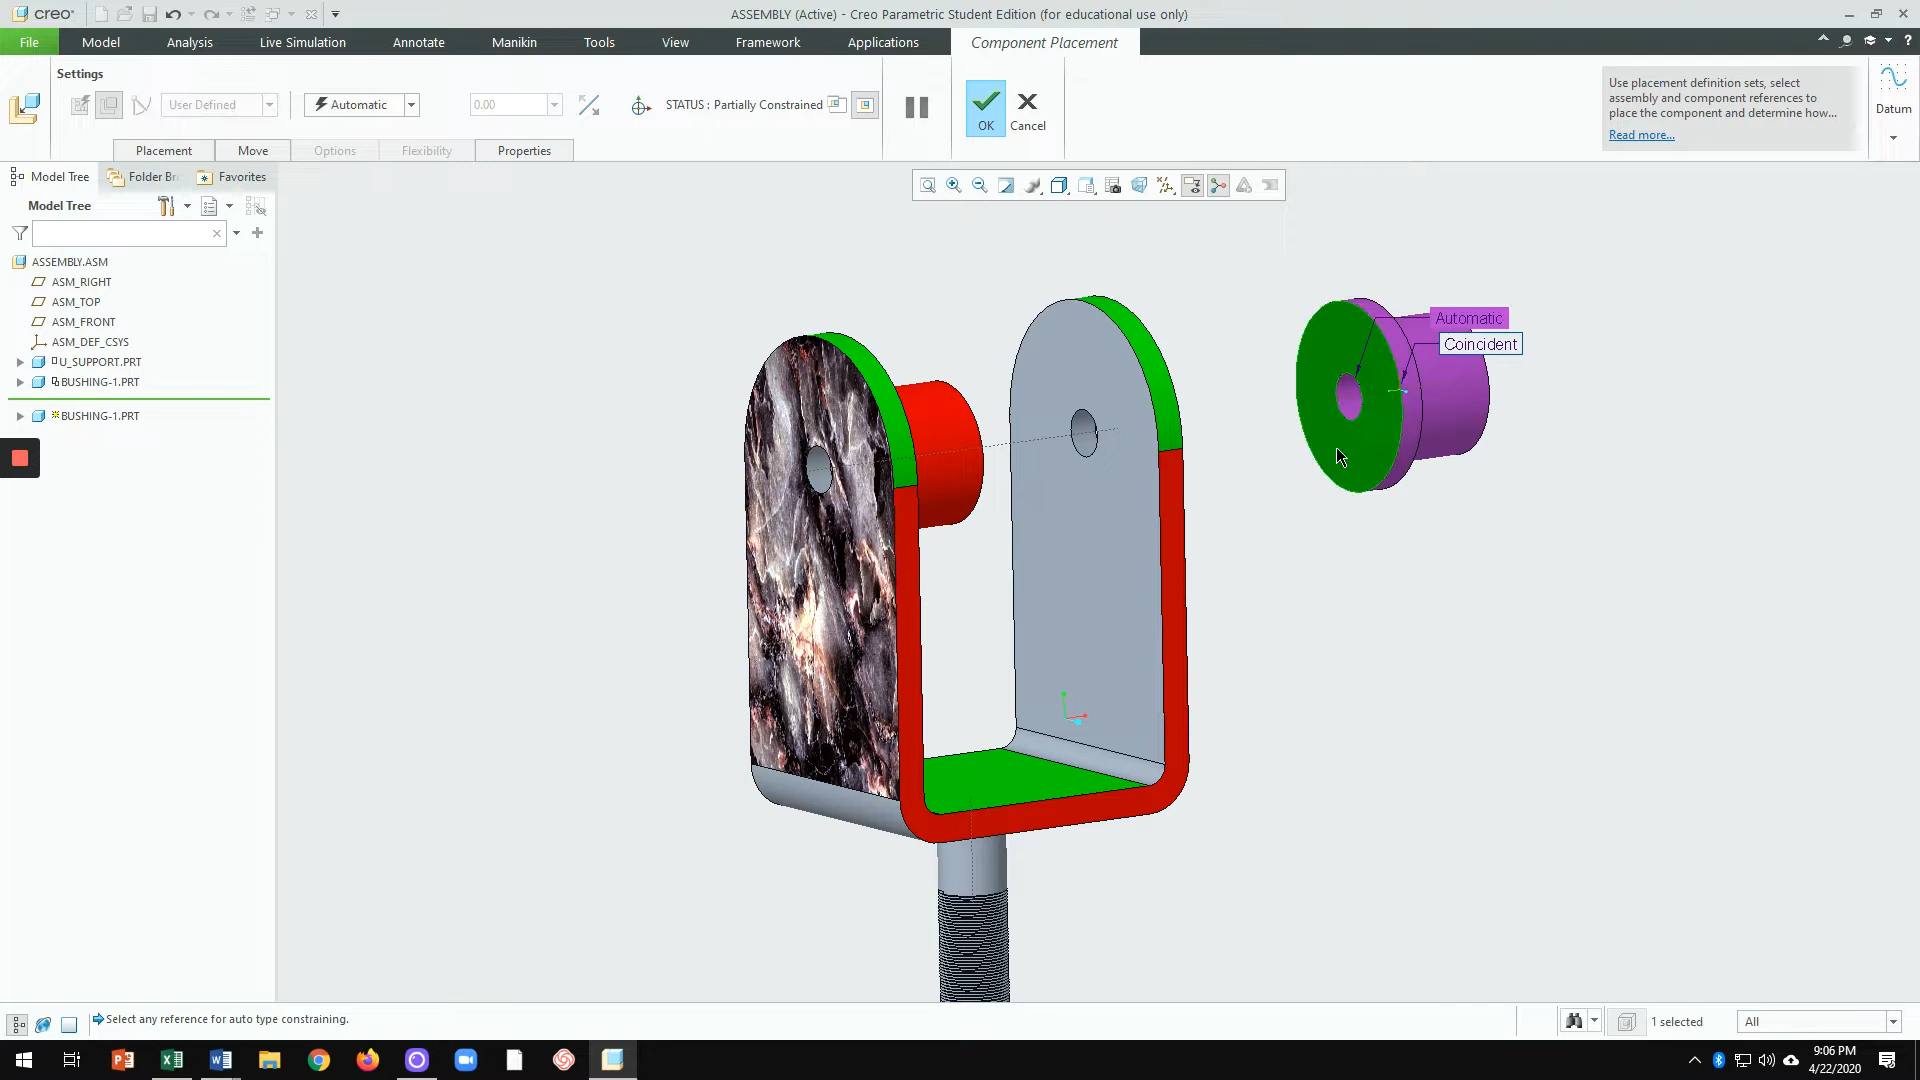 creo
ASSEMBLY (Active) - Creo Parametric Student Edition (for educational use only)
File Model Analysis Live Simulation Annotate Manikin Tools View Framework Applications Component Placement
Settings
User Defined Automatic 0.00 STATUS : Partially Constrained
OK Cancel
Use placement definition sets, select
assembly and component references to
place the component and determine how...
Read more...
Datum
Placement Move Options Flexibility Properties
Model Tree Folder Br Favorites
Model Tree
ASSEMBLY.ASM
ASM_RIGHT
ASM_TOP
ASM_FRONT
ASM_DEF_CSYS
U_SUPPORT.PRT
BUSHING-1.PRT
BUSHING-1.PRT
Automatic
Coincident
Select any reference for auto type constraining.
1 selected
All
9:06 PM
4/22/2020